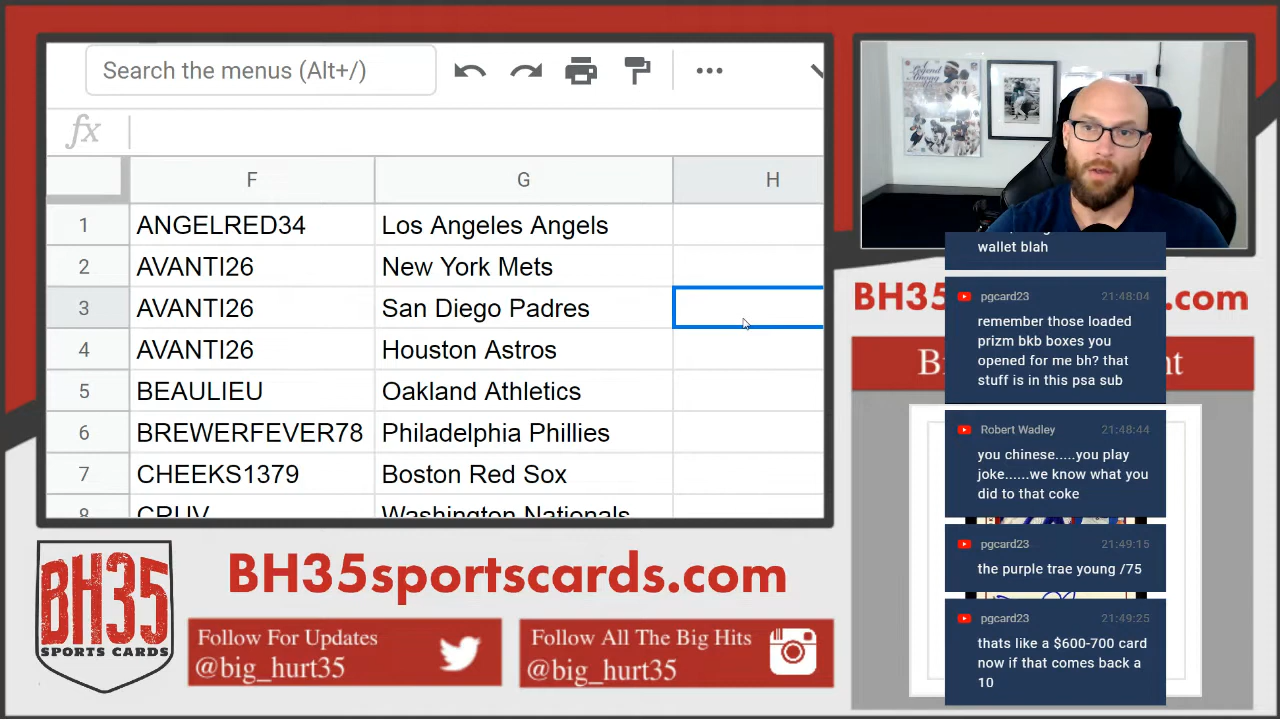 Search the menus (Alt+/)
fx
F G H
1 ANGELRED34 Los Angeles Angels
2 AVANTI26 New York Mets
3 AVANTI26 San Diego Padres
4 AVANTI26 Houston Astros
5 BEAULIEU Oakland Athletics
6 BREWERFEVER78 Philadelphia Phillies
7 CHEEKS1379 Boston Red Sox
8 CRUV Washington Nationals
BH35
SPORTS CARDS
BH35sportscards.com
Follow For Updates
@big_hurt35
Follow All The Big Hits
@big_hurt35
Legend
Among
wallet blah
BH35
.com
pgcard23 21:48:04
remember those loaded
prizm bkb boxes you
opened for me bh? that
stuff is in this psa sub
Robert Wadley 21:48:44
you chinese.....you play
joke......we know what you
did to that coke
pgcard23 21:49:15
the purple trae young /75
pgcard23 21:49:25
thats like a $600-700 card
now if that comes back a
10